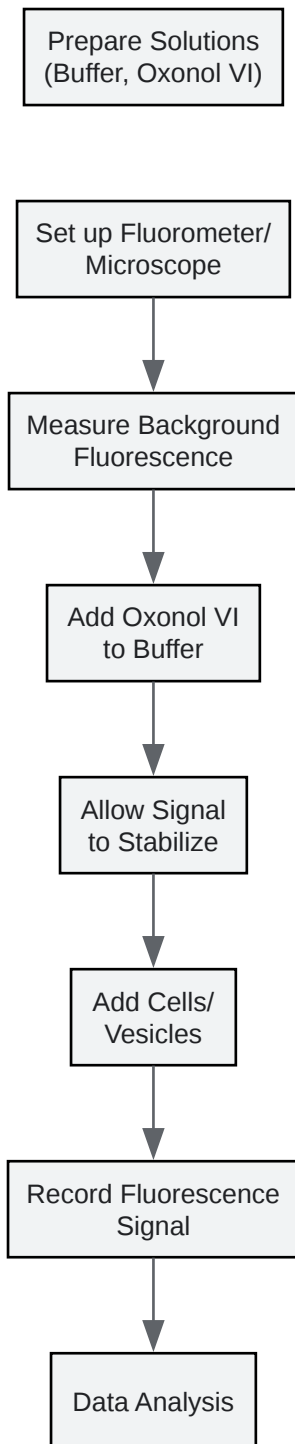 Prepare Solutions
(Buffer, Oxonol VI)
Set up Fluorometer/
Microscope
Measure Background
Fluorescence
Add Oxonol VI
to Buffer
Allow Signal
to Stabilize
Add Cells/
Vesicles
Record Fluorescence
Signal
Data Analysis